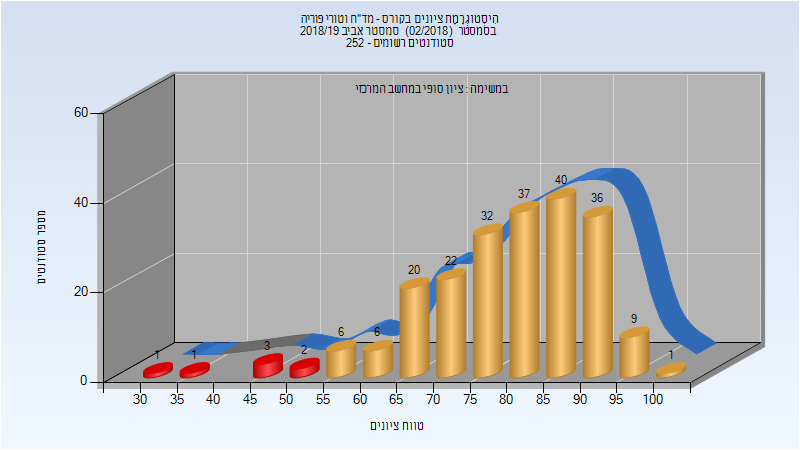 היסטוגרמת ציונים בקורס - מד"ח וטורי פוריה
בסמסטר (02/2018) סמסטר אביב 2018/19
סטודנטים רשומים - 252
במשימה : ציון סופי במחשב המרכזי
מספר סטודנטים
60
40
20
0
1
1
3
2
6
6
20
22
32
37
40
36
9
1
30 35 40 45 50 55 60 65 70 75 80 85 90 95 100
טווח ציונים